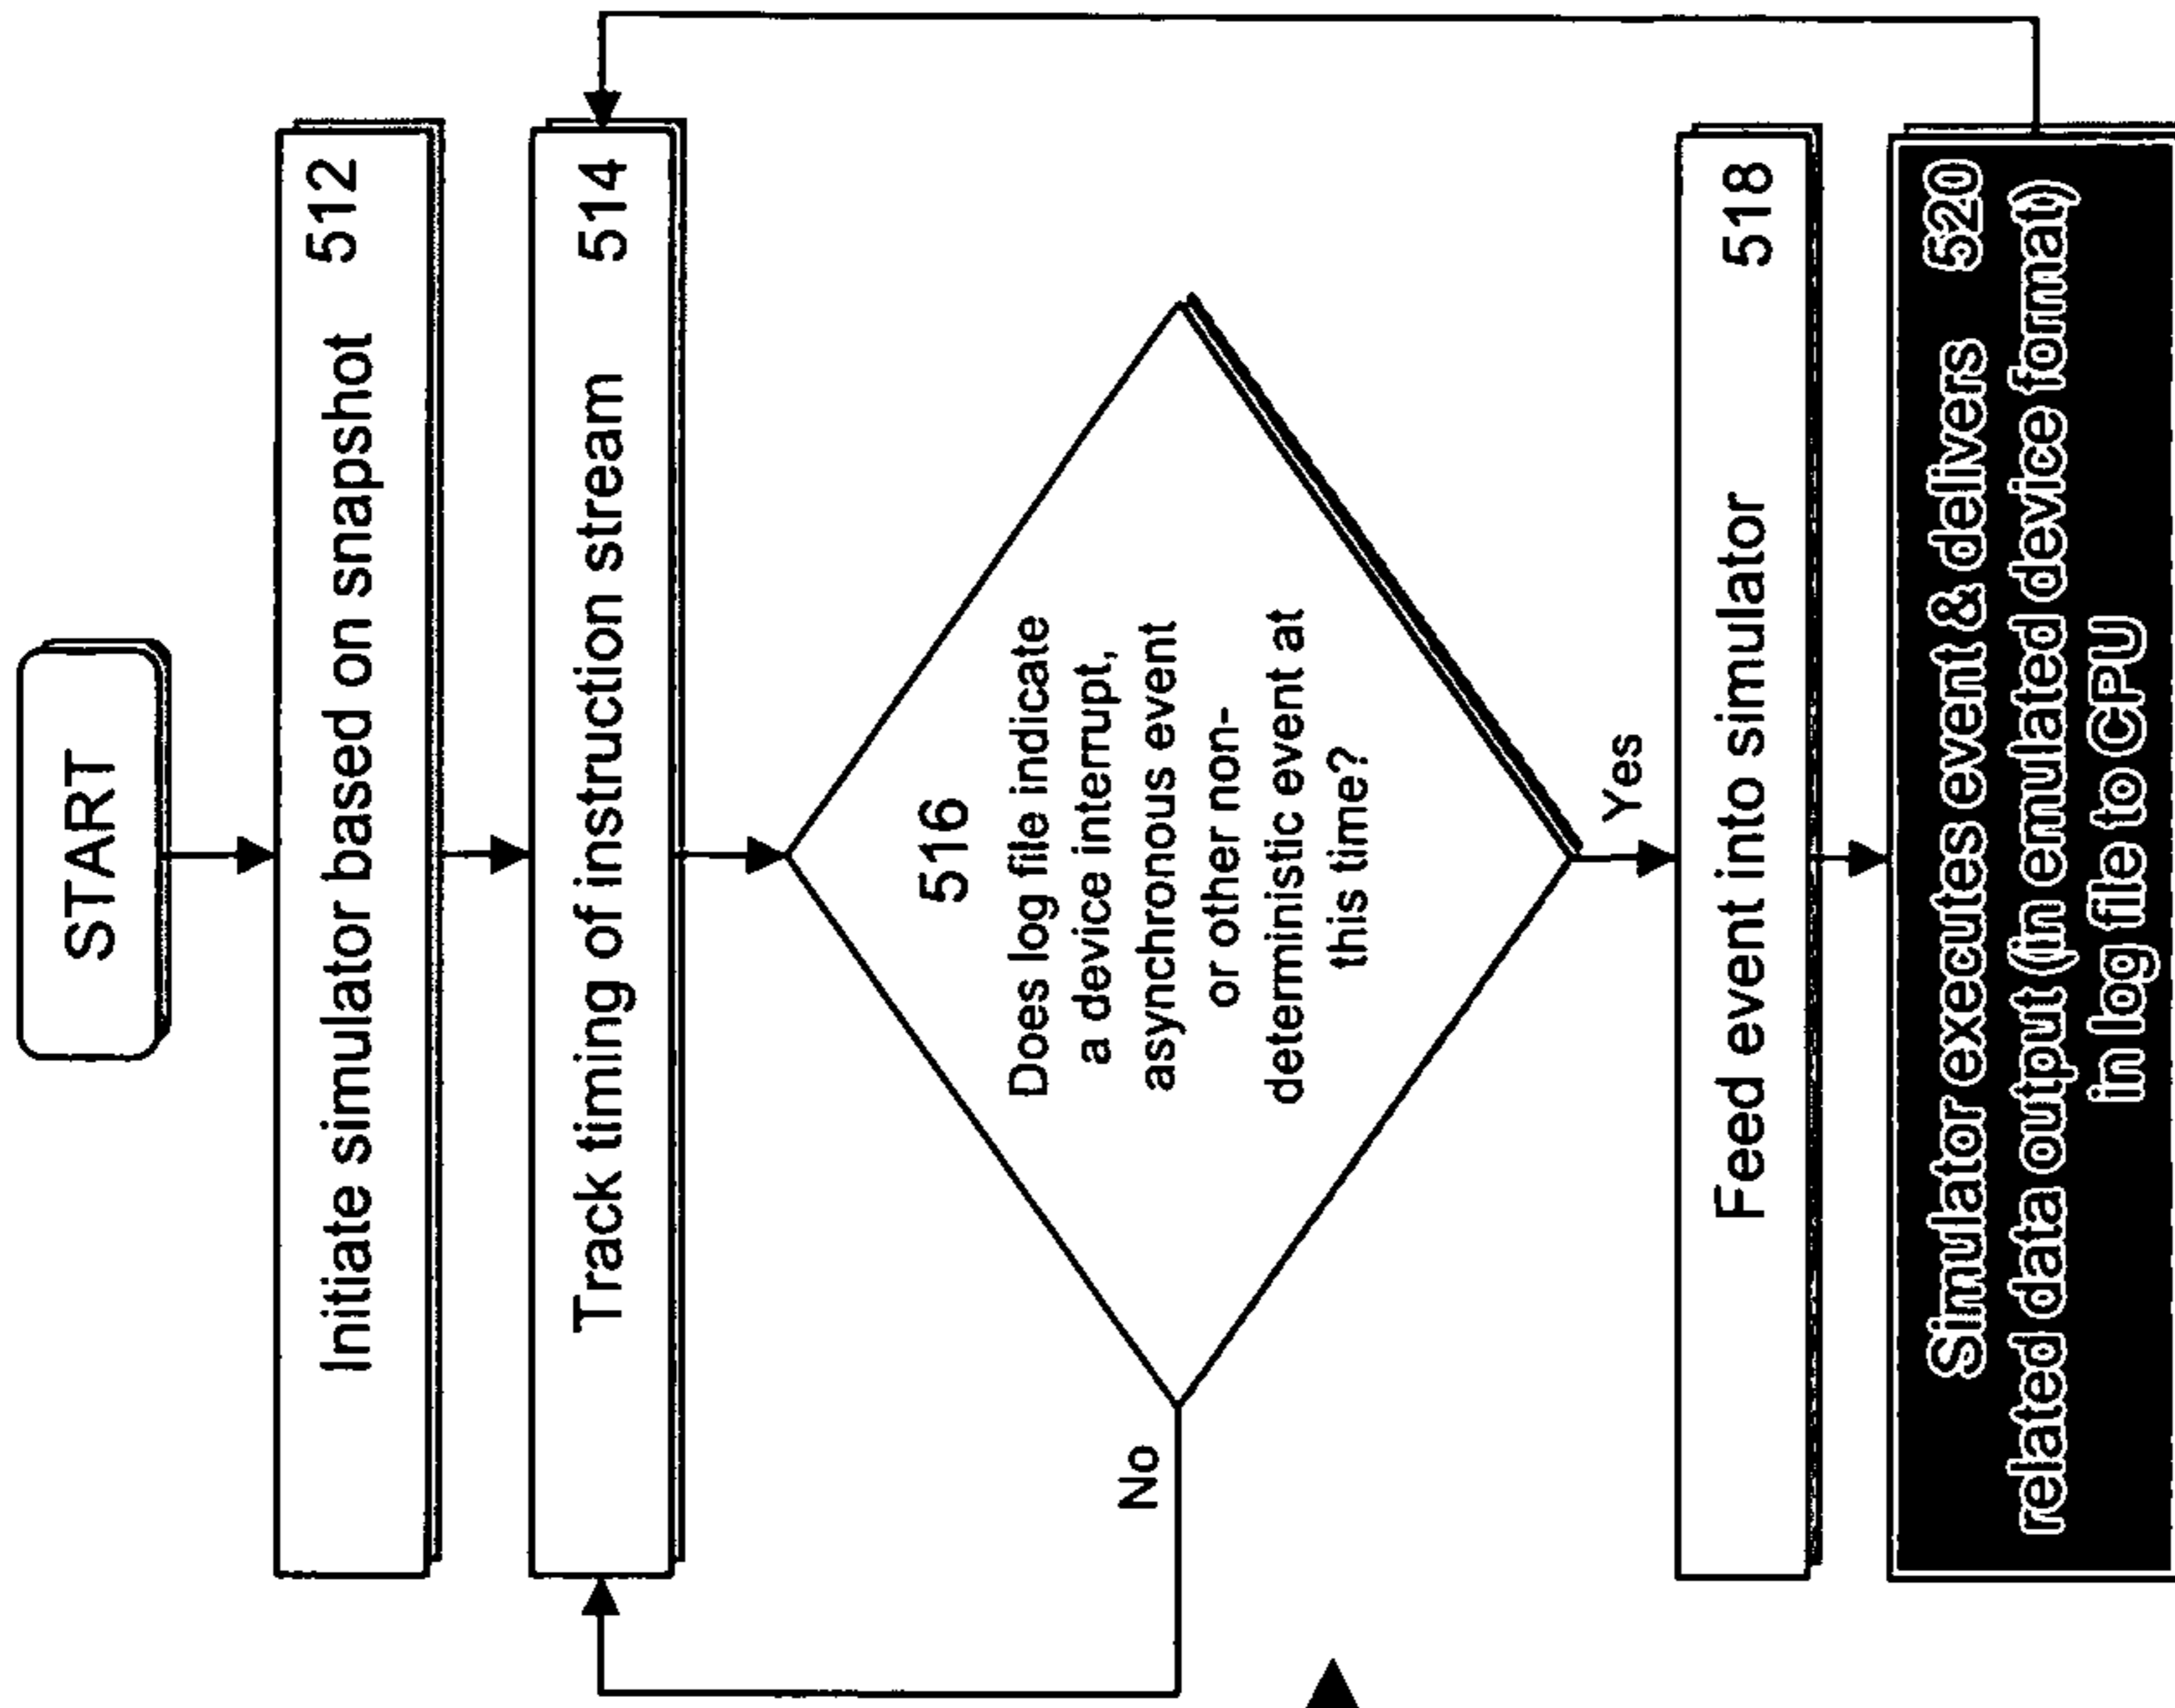 START
Initiate simulator based on snapshot 512
Track timing of instruction stream 514
516
Does log file indicate
a device interrupt,
asynchronous event
or other non-
deterministic event at
this time?
No
Yes
Feed event into simulator 518
Simulator executes event & delivers 520
related data output (in emulated device format)
in log file to CPU